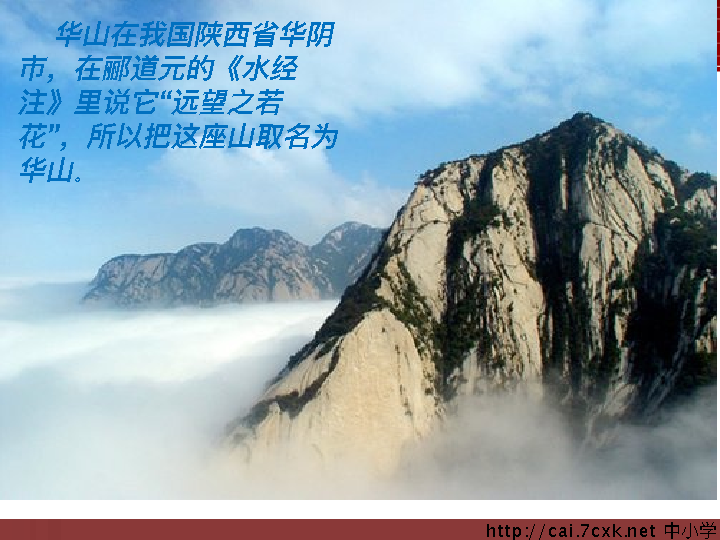 华山在我国陕西省华阴
市，在郦道元的《水经
注》里说它“远望之若
花”，所以把这座山取名为
华山。
http://cai.7cxk.net 中小学